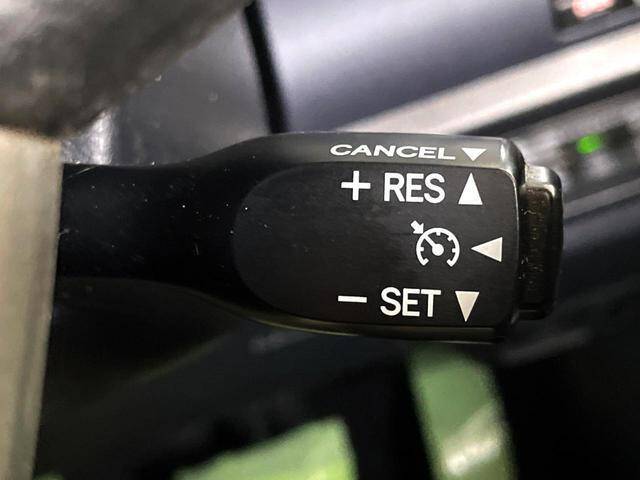 CANCEL ▼
+ RES ▲
◀
– SET ▼